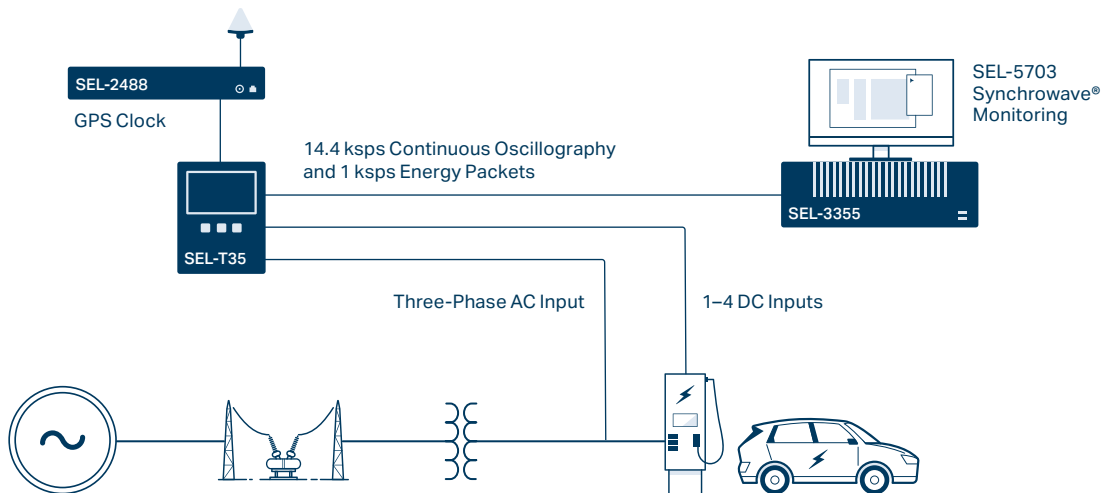 SEL-2488
GPS Clock
SEL-T35
14.4 ksps Continuous Oscillography
and 1 ksps Energy Packets
SEL-5703
Synchrowave®
Monitoring
SEL-3355
Three-Phase AC Input
1–4 DC Inputs